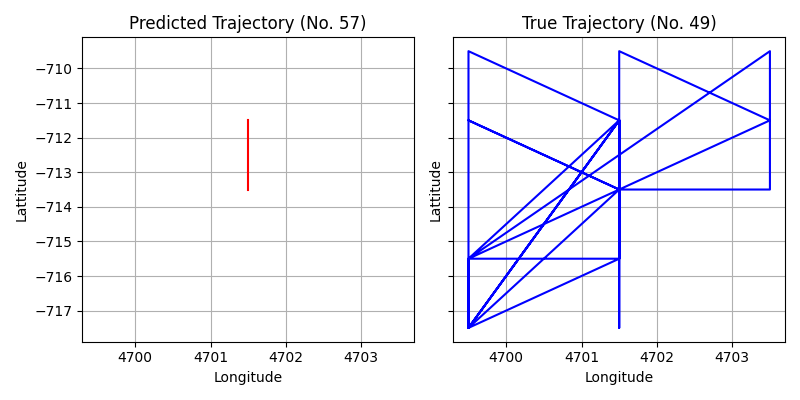 Predicted Trajectory (No. 57)
True Trajectory (No. 49)
Lattitude
−710
−711
−712
−713
−714
−715
−716
−717
4700
4701
4702
4703
Longitude
Lattitude
4700
4701
4702
4703
Longitude